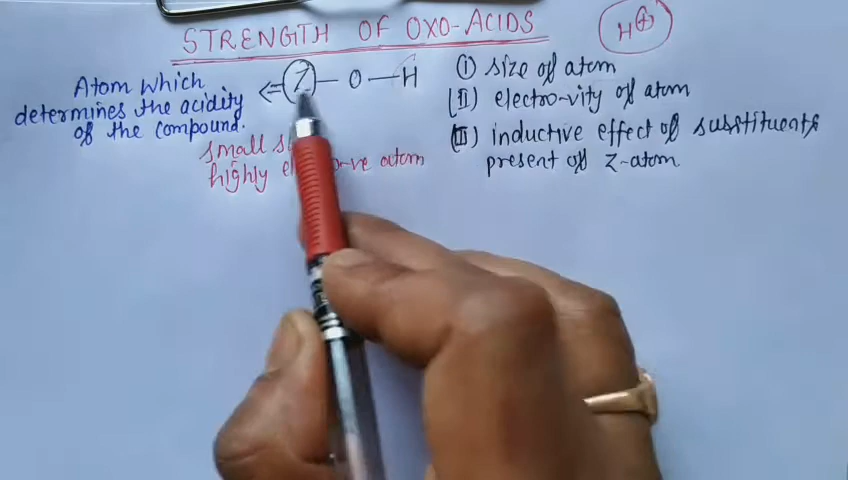 STRENGTH OF OXO-ACIDS
H⊕
Atom which
determines the acidity
of the compound.
⇐ Z — O — H
small
highly -ve atom
(I) size of atom
(II) electro-vity of atom
(III) inductive effect of substituents
present of Z-atom